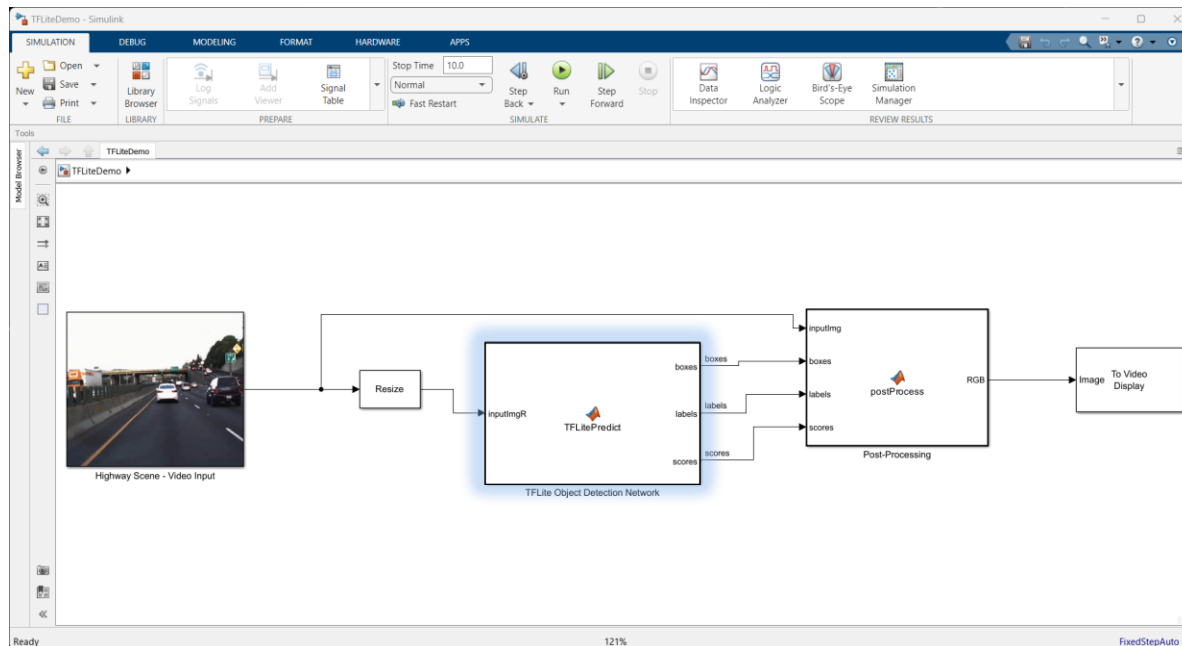 TFLiteDemo - Simulink
SIMULATION DEBUG MODELING FORMAT HARDWARE APPS
New
Open
Save
Print
FILE
Library Browser
LIBRARY
Log Signals
Add Viewer
Signal Table
PREPARE
Stop Time 10.0
Normal
Fast Restart
Step Back
Run
Step Forward
Stop
SIMULATE
Data Inspector
Logic Analyzer
Bird's-Eye Scope
Simulation Manager
REVIEW RESULTS
Tools
Model Browser
TFLiteDemo
TFLiteDemo
Highway Scene - Video Input
Resize
inputImgR
TFLitePredict
boxes
labels
scores
TFLite Object Detection Network
boxes
labels
scores
inputImg
boxes
labels
scores
postProcess
RGB
Post-Processing
Image
To Video
Display
Ready
121%
FixedStepAuto